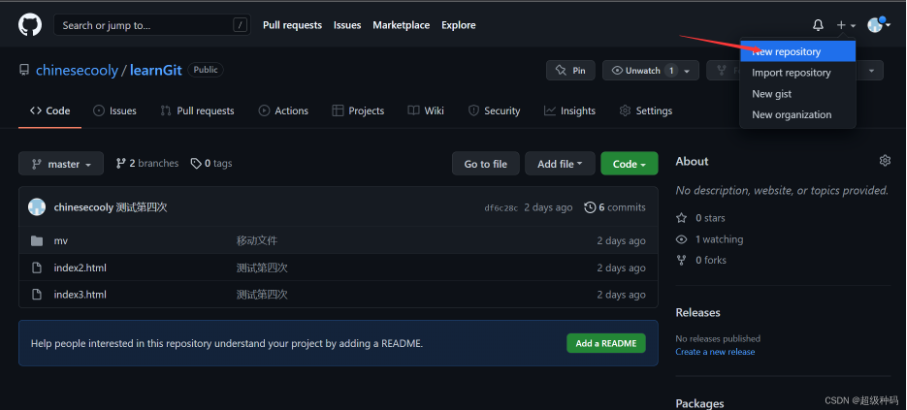 Search or jump to... /
Pull requests Issues Marketplace Explore
New repository
Import repository
New gist
New organization
chinesecooly / learnGit Public
Pin Unwatch 1
Code Issues Pull requests Actions Projects Wiki Security Insights Settings
master 2 branches 0 tags Go to file Add file Code
chinesecooly 测试第四次 df6c28c 2 days ago 6 commits
mv 移动文件 2 days ago
index2.html 测试第四次 2 days ago
index3.html 测试第四次 2 days ago
Help people interested in this repository understand your project by adding a README. Add a README
About
No description, website, or topics provided.
0 stars
1 watching
0 forks
Releases
No releases published
Create a new release
Packages
CSDN @超级种码